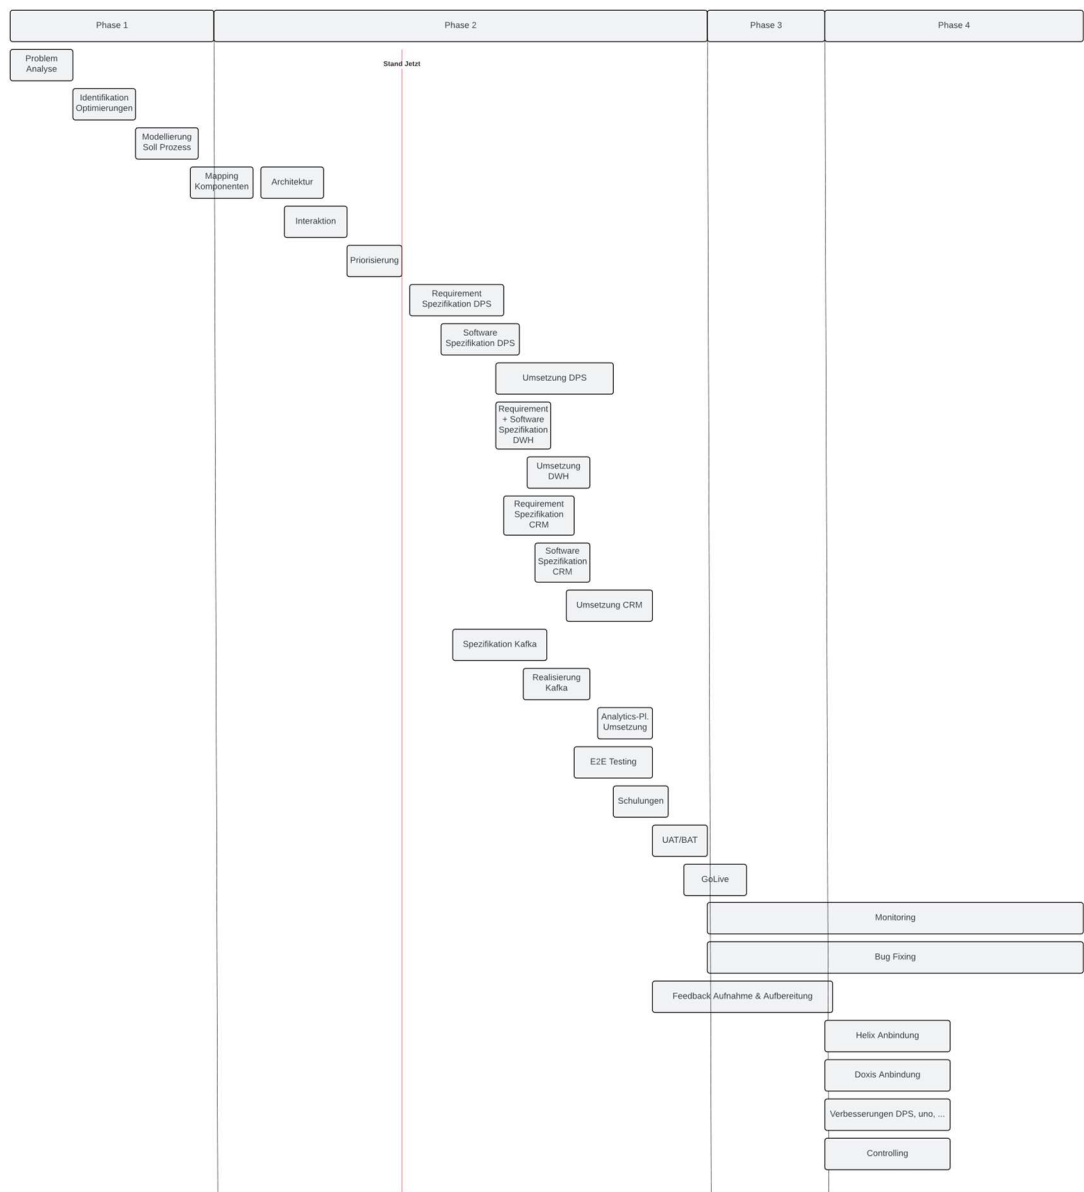 Phase 1
Phase 2
Phase 3
Phase 4
Problem
Analyse
Stand Jetzt
Identifikation
Optimierungen
Modellierung
Soll Prozess
Mapping
Komponenten
Architektur
Interaktion
Priorisierung
Requirement
Spezifikation DPS
Software
Spezifikation DPS
Umsetzung DPS
Requirement
+ Software
Spezifikation
DWH
Umsetzung
DWH
Requirement
Spezifikation
CRM
Software
Spezifikation
CRM
Umsetzung CRM
Spezifikation Kafka
Realisierung
Kafka
Analytics-Pl.
Umsetzung
E2E Testing
Schulungen
UAT/BAT
GoLive
Monitoring
Bug Fixing
Feedback Aufnahme & Aufbereitung
Helix Anbindung
Doxis Anbindung
Verbesserungen DPS, uno, ...
Controlling